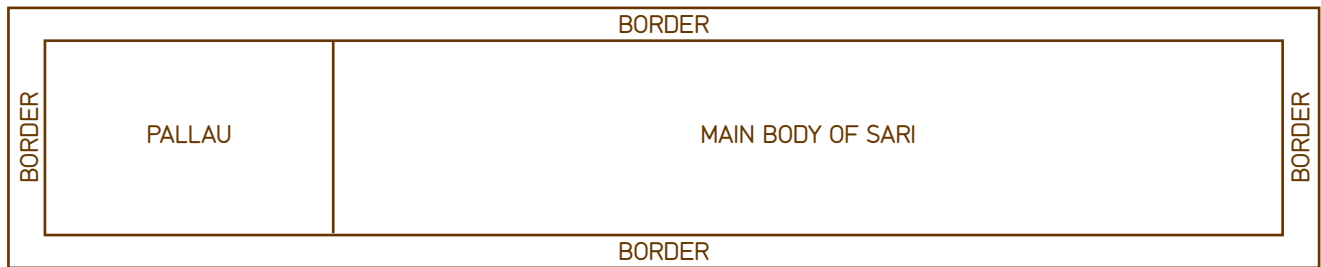 BORDER
BORDER
PALLAU
MAIN BODY OF SARI
BORDER
BORDER